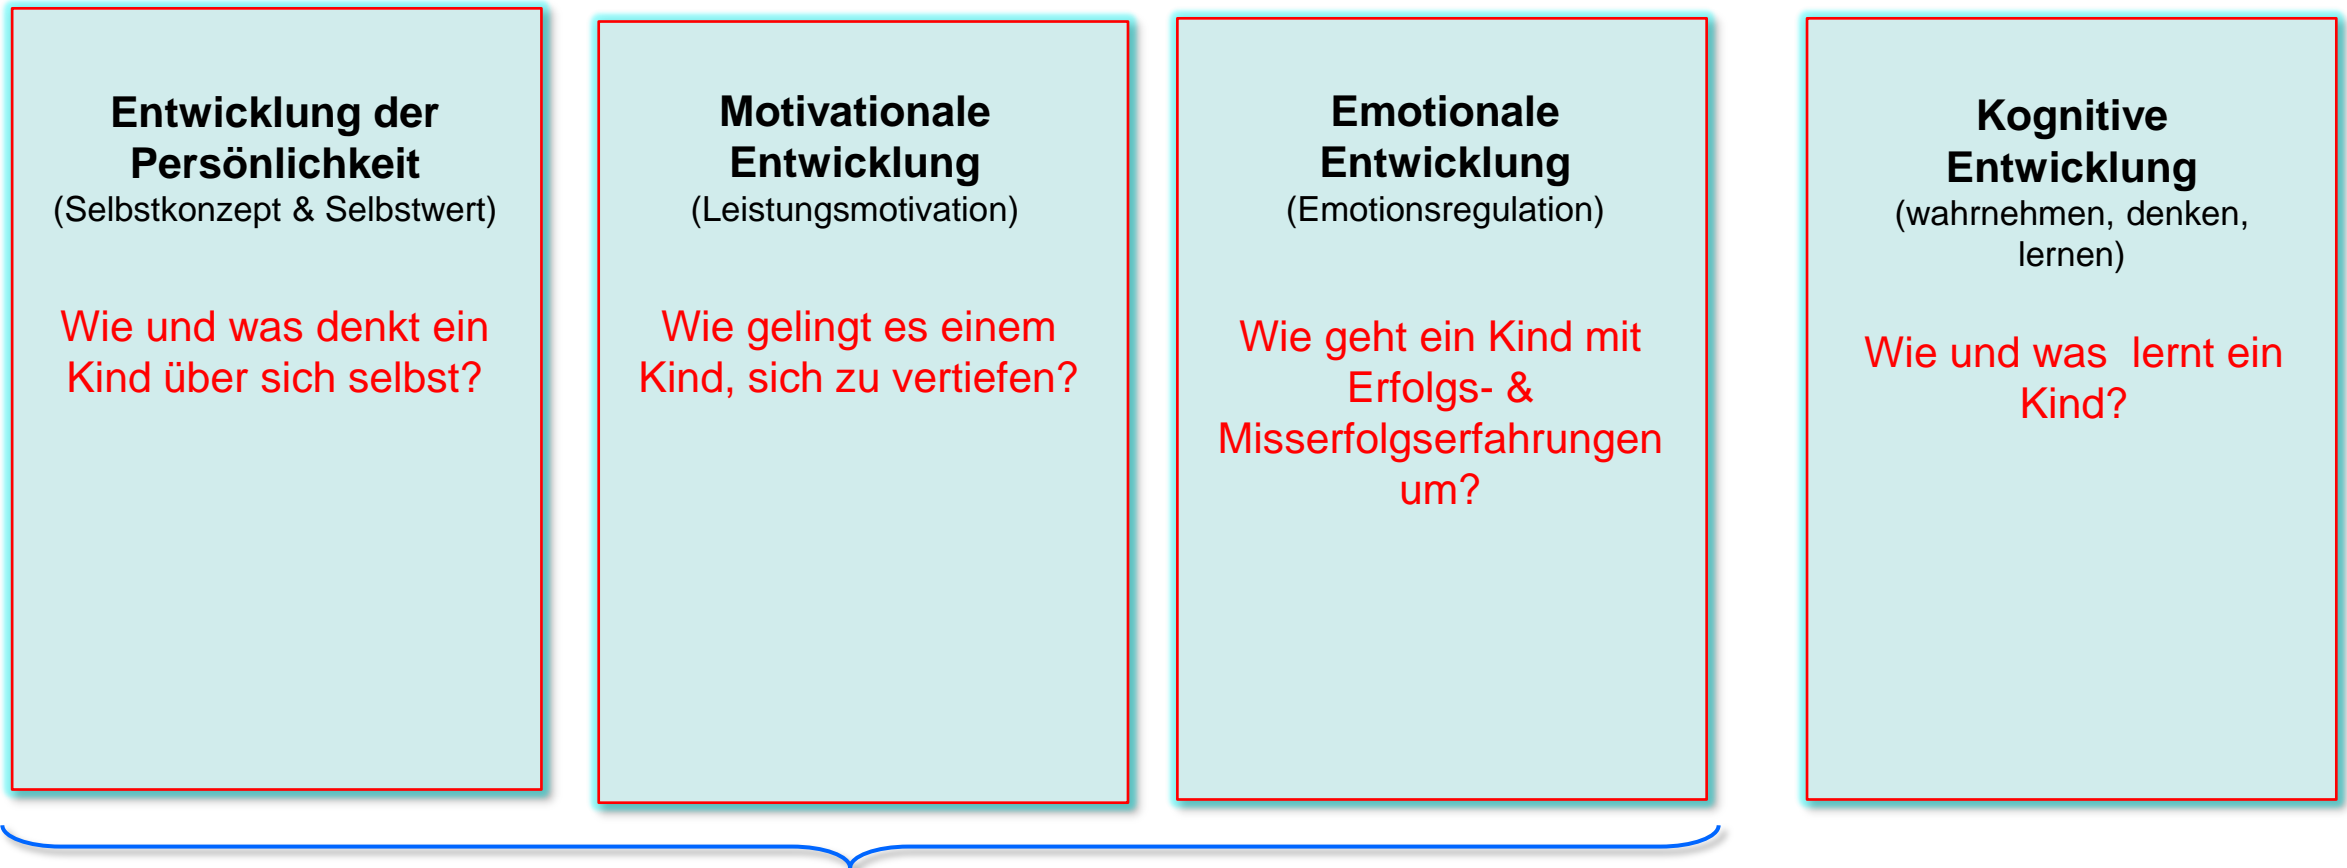 Entwicklung der
Persönlichkeit
(Selbstkonzept & Selbstwert)
Wie und was denkt ein
Kind über sich selbst?
Motivationale
Entwicklung
(Leistungsmotivation)
Wie gelingt es einem
Kind, sich zu vertiefen?
Emotionale
Entwicklung
(Emotionsregulation)
Wie geht ein Kind mit
Erfolgs- &
Misserfolgserfahrungen
um?
Kognitive
Entwicklung
(wahrnehmen, denken,
lernen)
Wie und was  lernt ein
Kind?